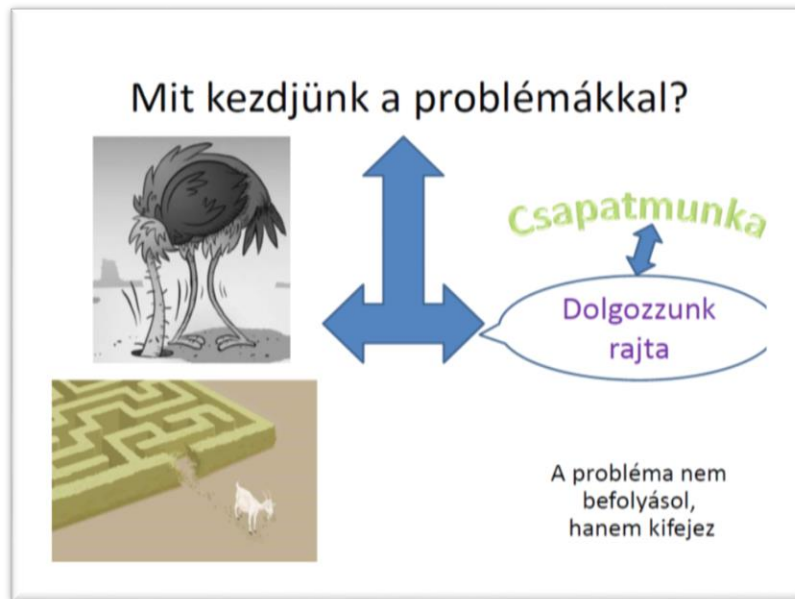 Mit kezdjünk a problémákkal?
Csapatmunka
Dolgozzunk
rajta
A probléma nem
befolyásol,
hanem kifejez